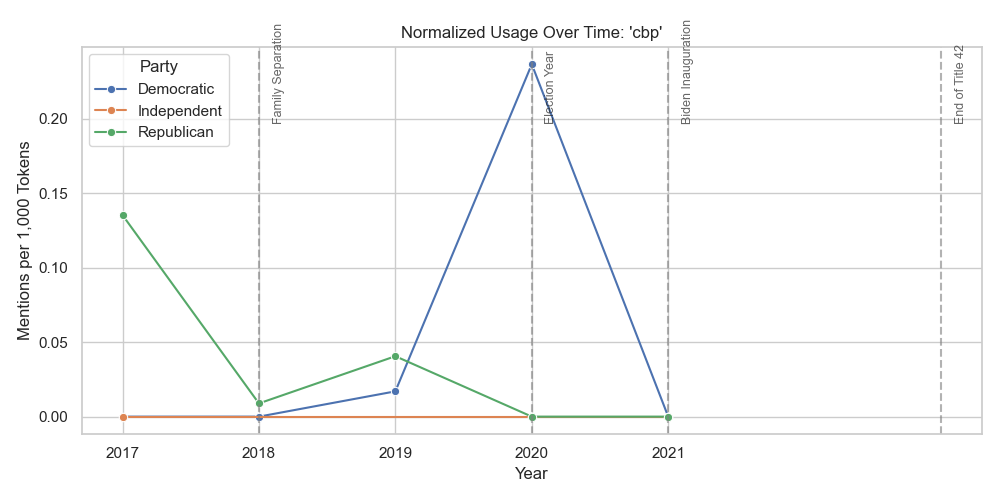 Normalized Usage Over Time: 'cbp'
Party
Democratic
Independent
Republican
Family Separation
Election Year
Biden Inauguration
End of Title 42
Mentions per 1,000 Tokens
0.20
0.15
0.10
0.05
0.00
2017 2018 2019 2020 2021
Year